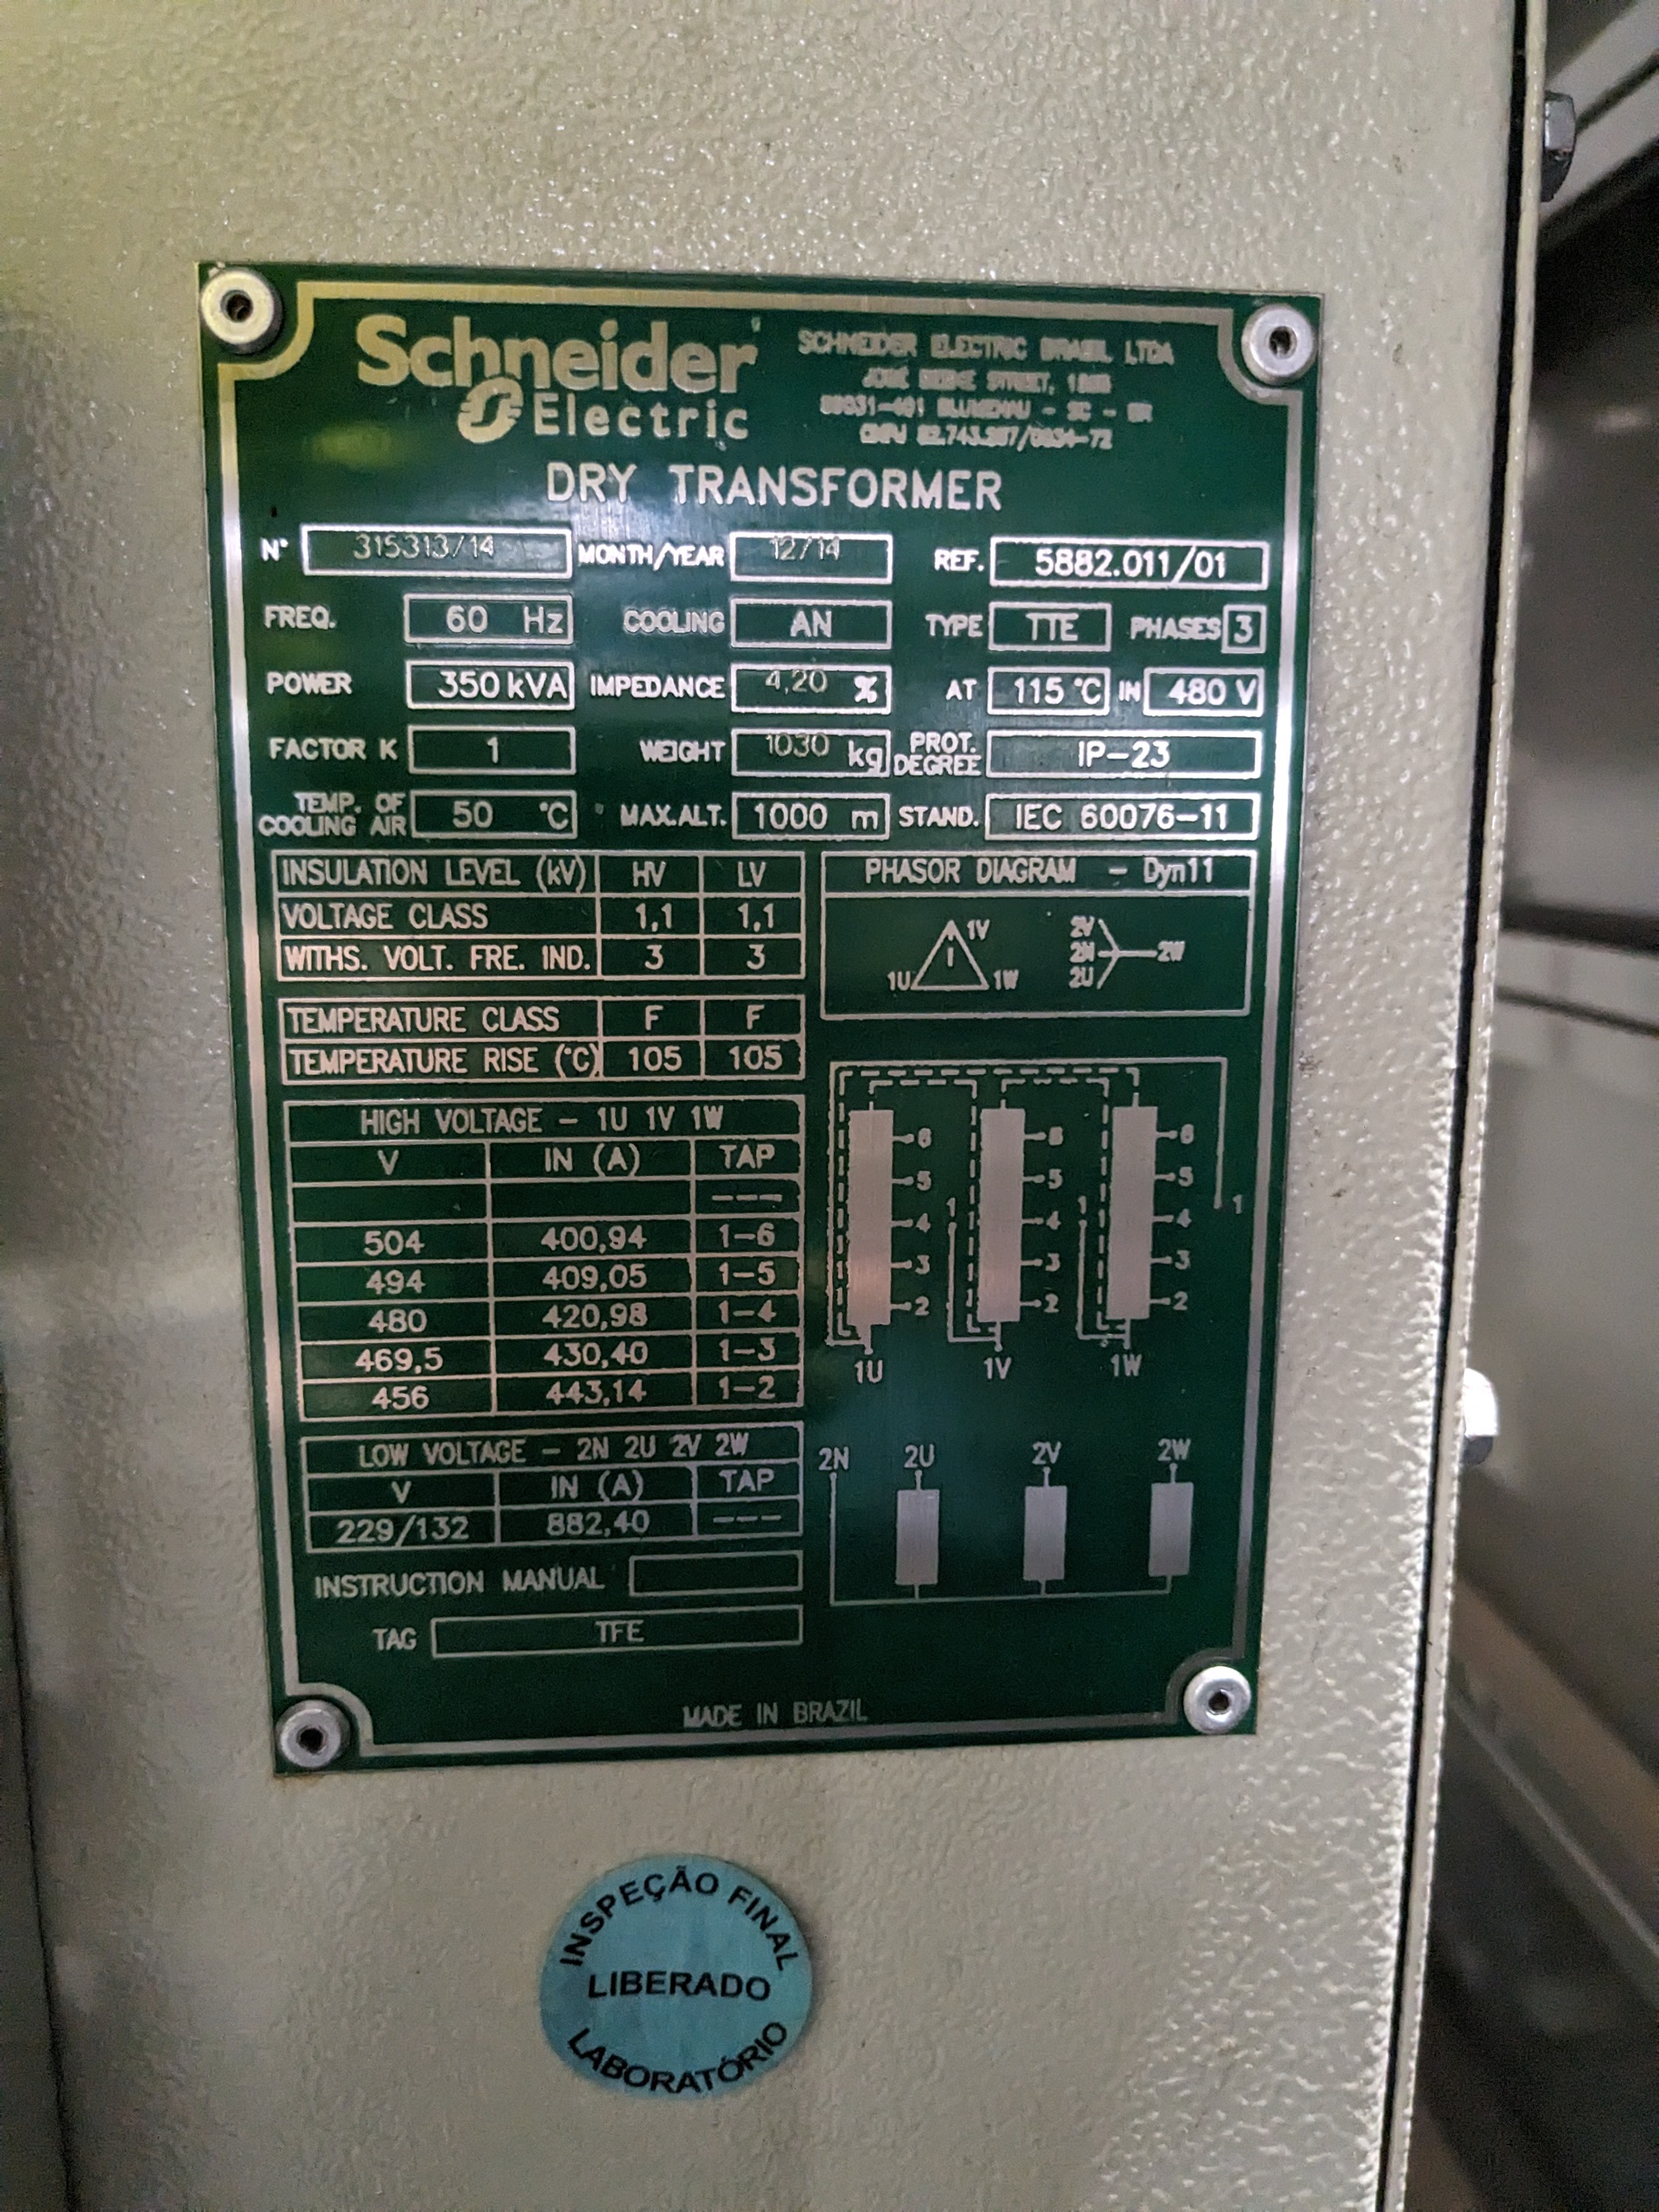 Schneider
Electric
SCHNEIDER ELECTRIC BRASIL LTDA
STREET,
BLUMENAU - SC - BR
DRY TRANSFORMER
N° 315313/14 MONTH/YEAR 12/14 REF. 5882.011/01
FREQ. 60 Hz COOLING AN TYPE TTE PHASES 3
POWER 350 kVA IMPEDANCE 4,20 % AT 115 °C IN 480 V
FACTOR K 1 WEIGHT 1030 kg PROT. DEGREE IP-23
TEMP. OF COOLING AIR 50 °C MAX.ALT. 1000 m STAND. IEC 60076-11
INSULATION LEVEL (kV) HV LV
VOLTAGE CLASS 1,1 1,1
WITHS. VOLT. FRE. IND. 3 3
TEMPERATURE CLASS F F
TEMPERATURE RISE (°C) 105 105
HIGH VOLTAGE - 1U 1V 1W
V IN (A) TAP
---
504 400,94 1-6
494 409,05 1-5
480 420,98 1-4
469,5 430,40 1-3
456 443,14 1-2
LOW VOLTAGE - 2N 2U 2V 2W
V IN (A) TAP
229/132 882,40 ---
INSTRUCTION MANUAL
TAG TFE
PHASOR DIAGRAM - Dyn11
1V 2V
I 2N 2W
1U 1W 2U
6 6 6
5 5 5
1 4 1 4 4 1
3 3 3
2 2 2
1U 1V 1W
2N 2U 2V 2W
MADE IN BRAZIL
INSPEÇÃO FINAL
LIBERADO
LABORATÓRIO